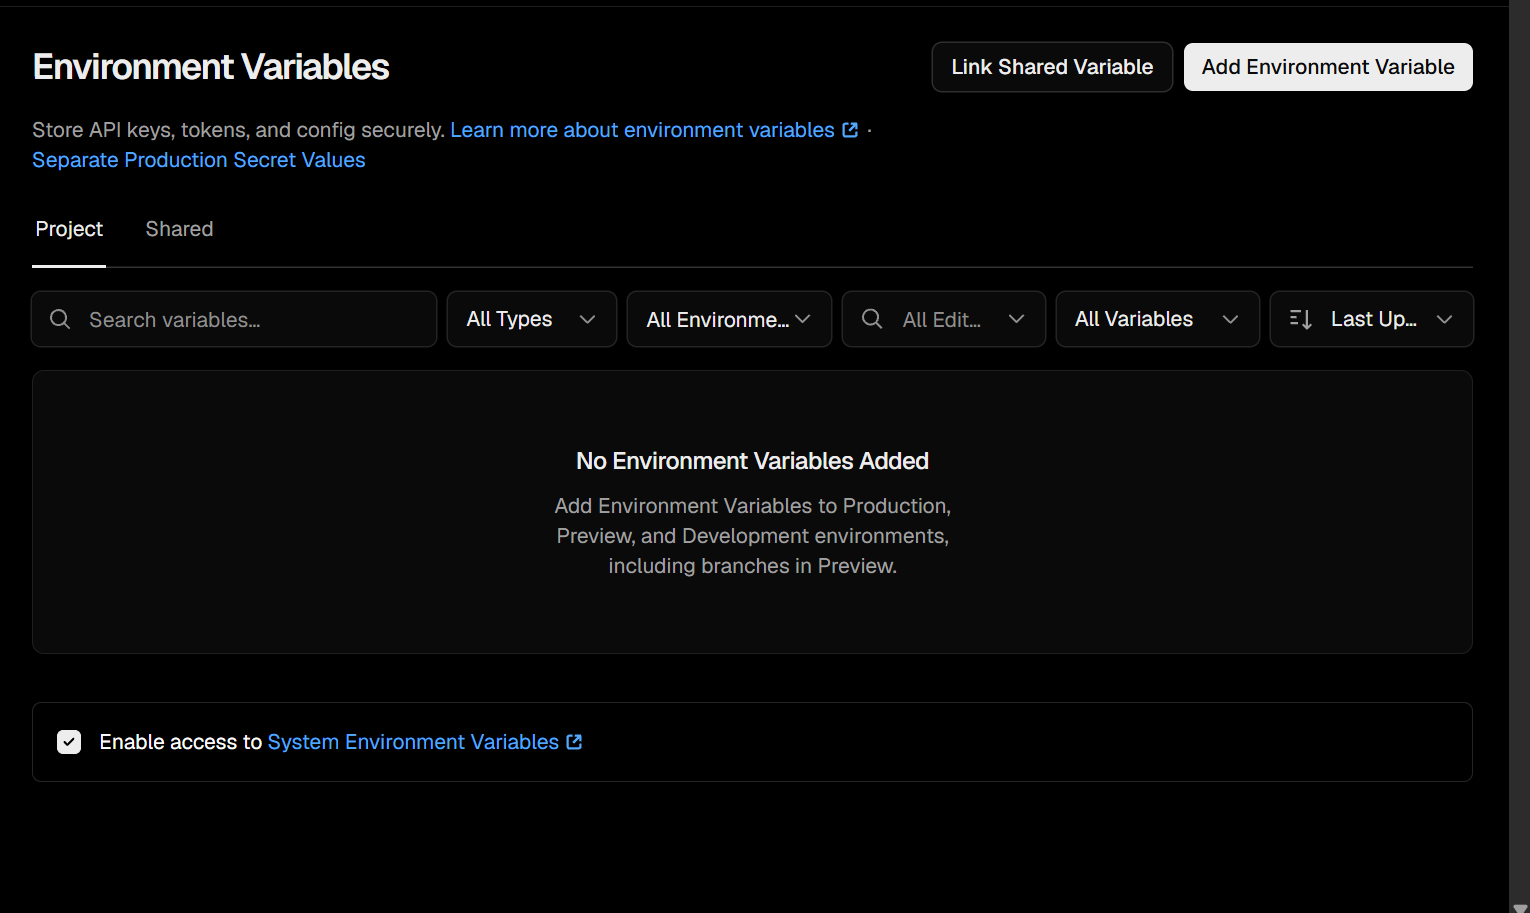 Environment Variables
Link Shared Variable
Add Environment Variable
Store API keys, tokens, and config securely. Learn more about environment variables ·
Separate Production Secret Values
Project
Shared
Search variables...
All Types
All Environme...
All Edit...
All Variables
Last Up...
No Environment Variables Added
Add Environment Variables to Production,
Preview, and Development environments,
including branches in Preview.
Enable access to System Environment Variables